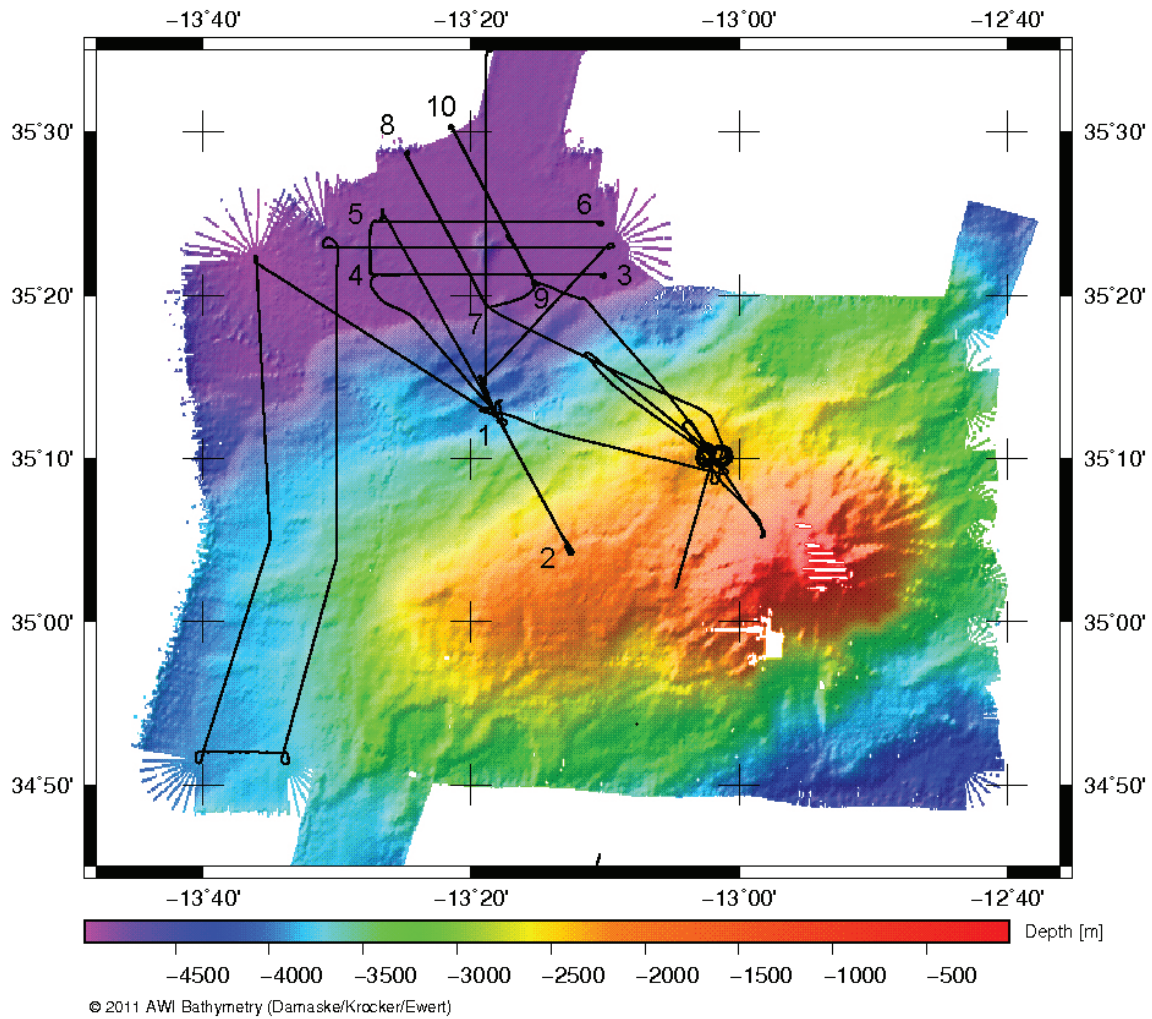 −13˚40' −13˚20' −13˚00' −12˚40'
10
35˚30' 8 35˚30'
5 6
4 3
35˚20' 9 35˚20'
7
1
35˚10' 35˚10'
2
35˚00' 35˚00'
34˚50' 34˚50'
−13˚40' −13˚20' −13˚00' −12˚40'
Depth [m]
−4500 −4000 −3500 −3000 −2500 −2000 −1500 −1000 −500
© 2011 AWI Bathymetry (Damaske/Krocker/Ewert)